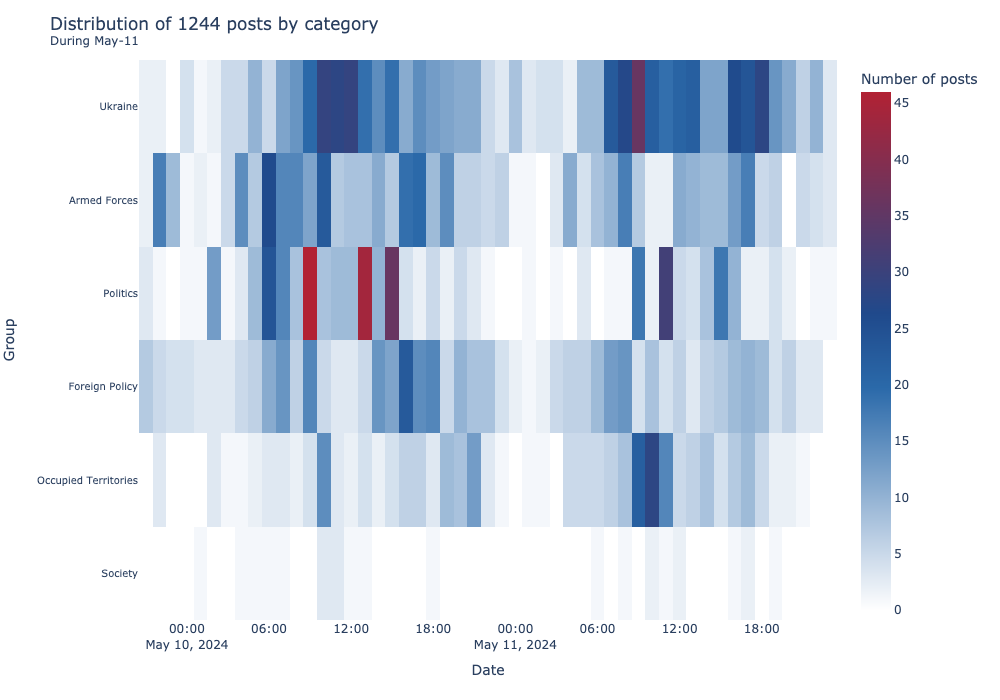 Distribution of 1244 posts by category
During May-11
Number of posts
45
40
35
30
25
20
15
10
5
0
Group
Ukraine
Armed Forces
Politics
Foreign Policy
Occupied Territories
Society
00:00 06:00 12:00 18:00 00:00 06:00 12:00 18:00
May 10, 2024 May 11, 2024
Date